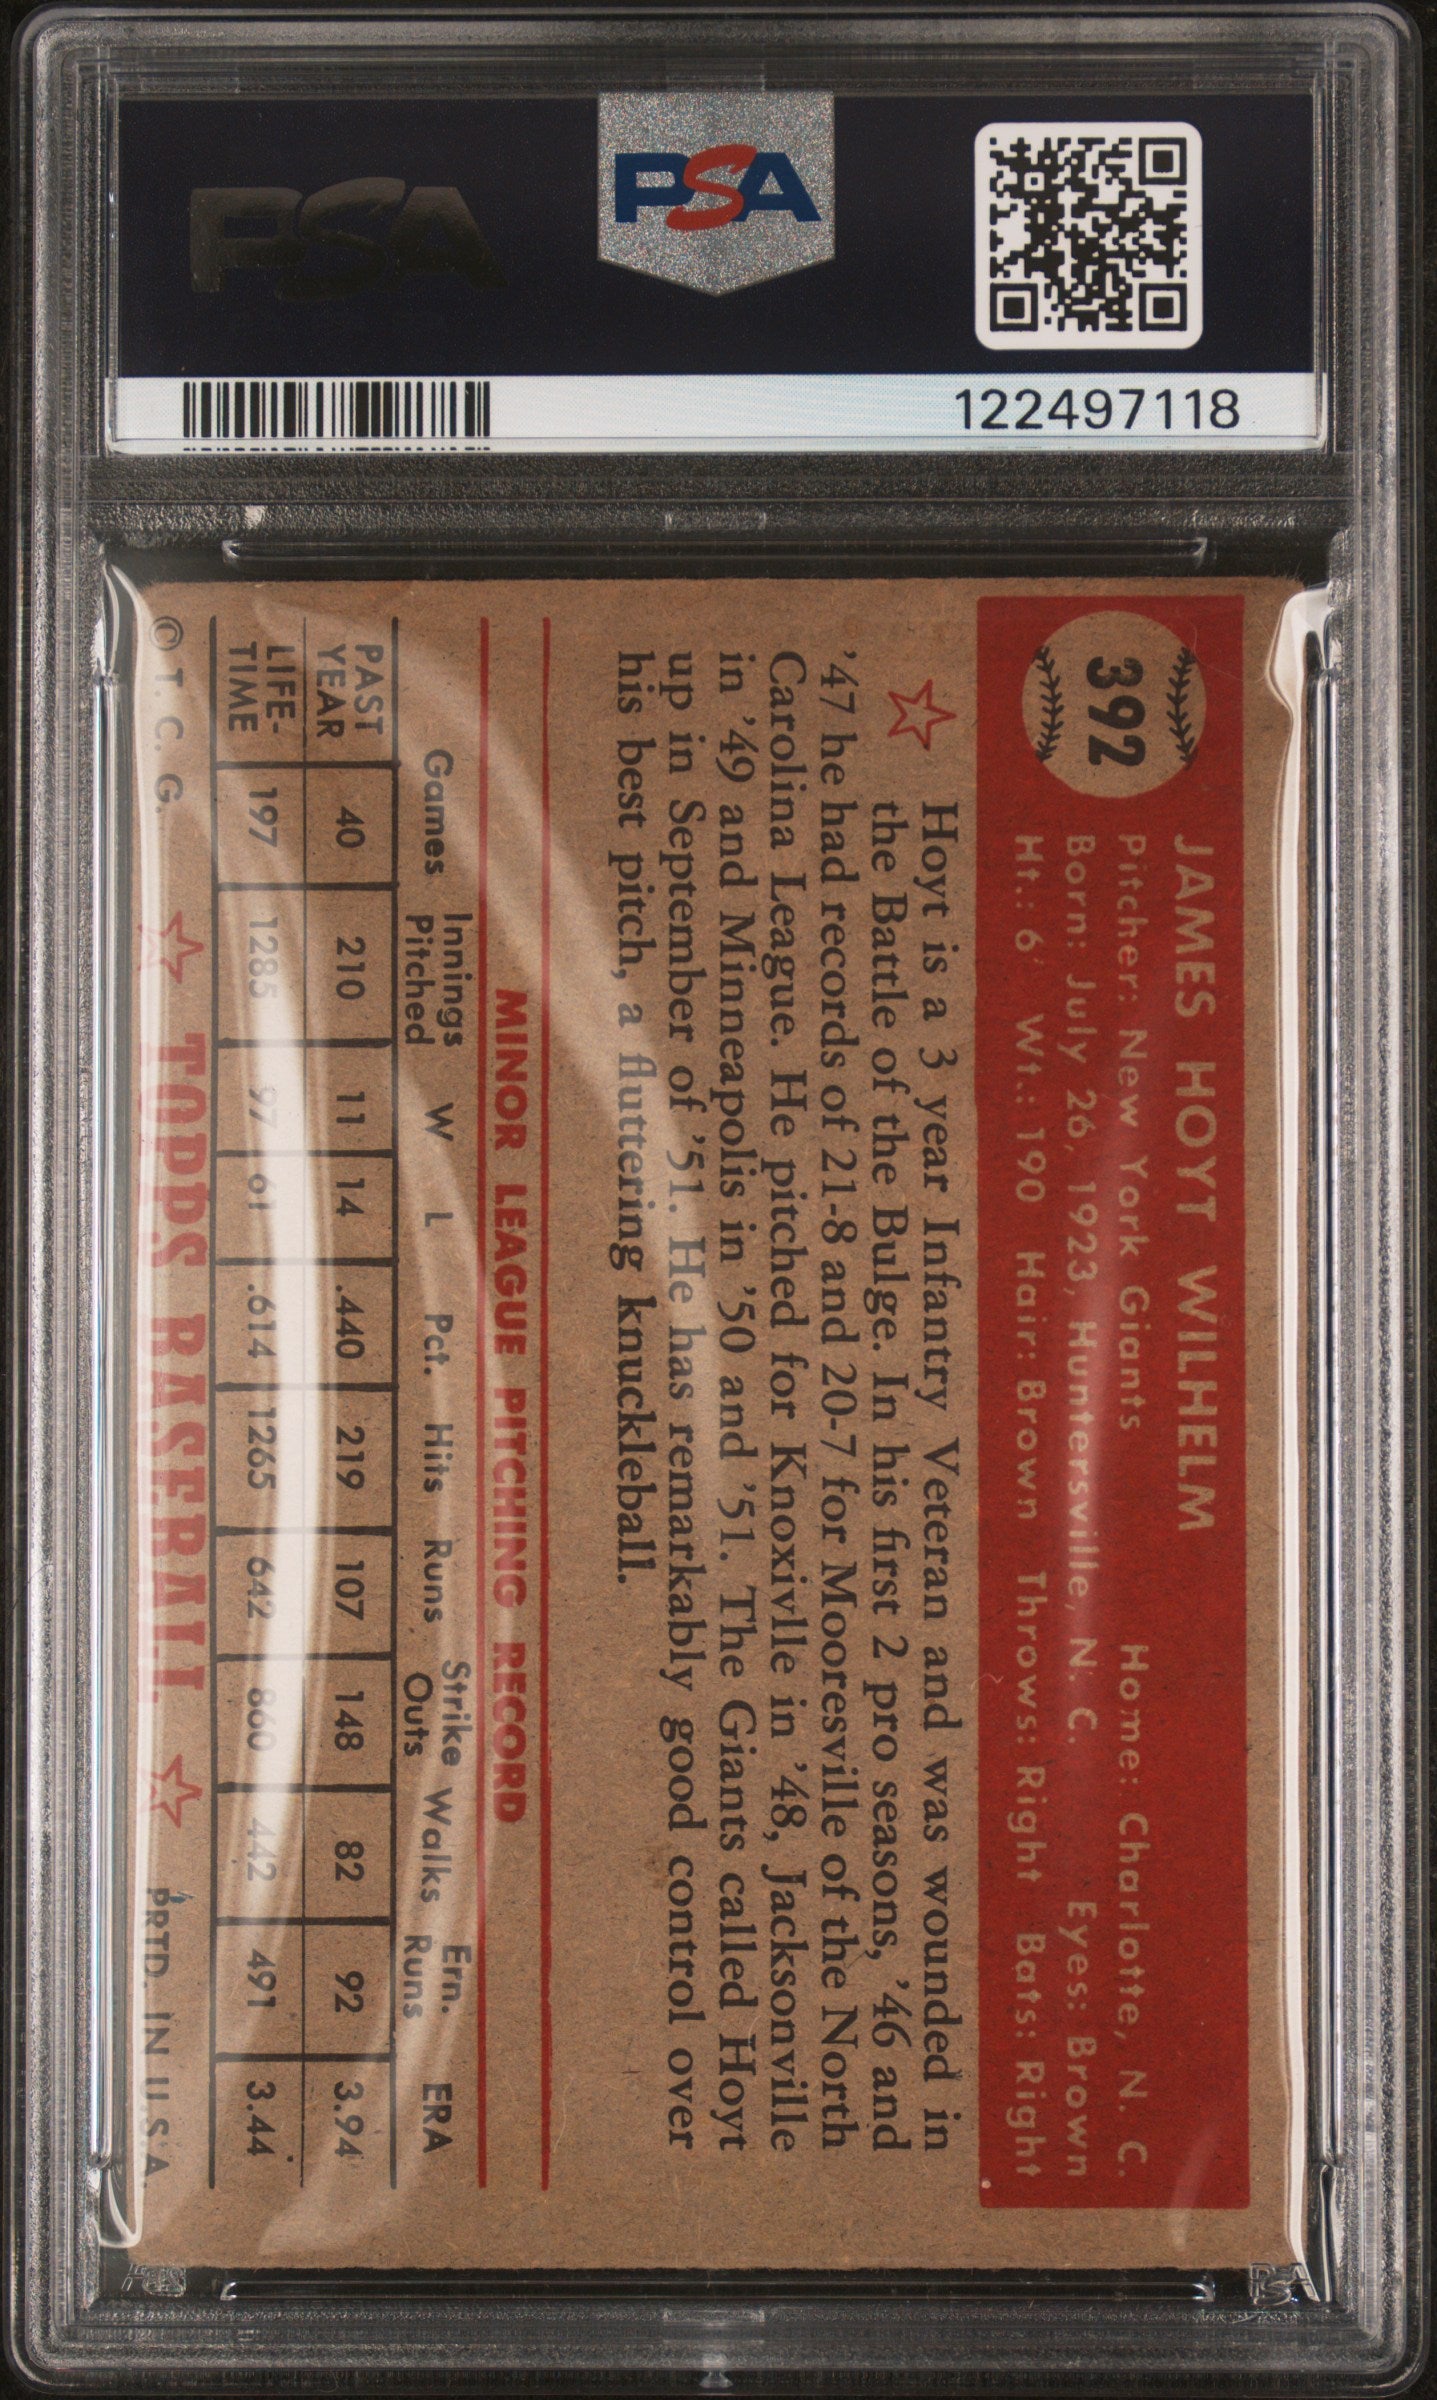 PSA
PSA
122497118
392
JAMES HOYT WILHELM
Pitcher: New York Giants Home: Charlotte, N. C.
Born: July 26, 1923, Huntersville, N. C. Eyes: Brown
Ht.: 6' Wt.: 190 Hair: Brown Throws: Right Bats: Right
Hoyt is a 3 year Infantry Veteran and was wounded in
the Battle of the Bulge. In his first 2 pro seasons, '46 and
'47 he had records of 21-8 and 20-7 for Mooresville of the North
Carolina League. He pitched for Knoxivlle in '48, Jacksonville
in '49 and Minneapolis in '50 and '51. The Giants called Hoyt
up in September of '51. He has remarkably good control over
his best pitch, a fluttering knuckleball.
MINOR LEAGUE PITCHING RECORD
Games Innings Pitched W L Pct. Hits Runs Strike Outs Walks Ern. Runs ERA
PAST YEAR 40 210 11 14 .440 219 107 148 82 92 3.94
LIFE- TIME 197 1285 97 61 .614 1265 642 860 442 491 3.44
© T. C. G. TOPPS BASEBALL PRTD. IN U.S.A.
PSA
PSA